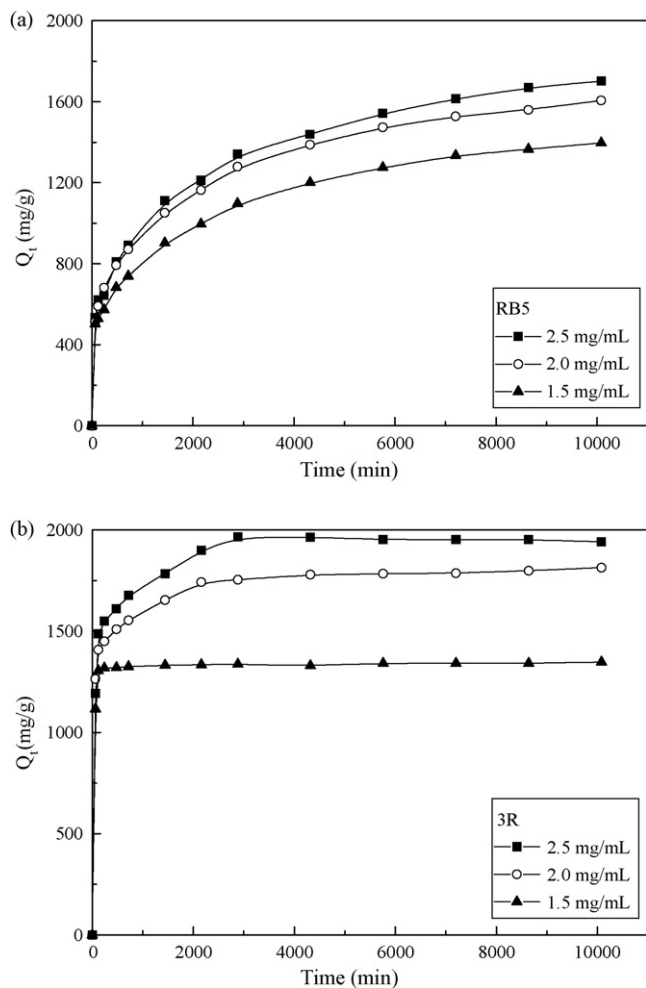 (a)
2000
1600
1200
800
400
0
Qt (mg/g)
RB5
2.5 mg/mL
2.0 mg/mL
1.5 mg/mL
0 2000 4000 6000 8000 10000
Time (min)
(b)
2000
1500
1000
500
0
Qt(mg/g)
3R
2.5 mg/mL
2.0 mg/mL
1.5 mg/mL
0 2000 4000 6000 8000 10000
Time (min)